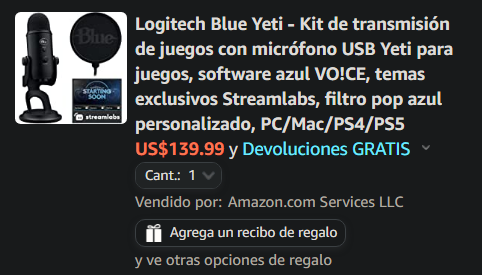 Logitech Blue Yeti - Kit de transmisión
de juegos con micrófono USB Yeti para
juegos, software azul VO!CE, temas
exclusivos Streamlabs, filtro pop azul
personalizado, PC/Mac/PS4/PS5
US$139.99 y Devoluciones GRATIS
Cant.: 1
Vendido por: Amazon.com Services LLC
Agrega un recibo de regalo
y ve otras opciones de regalo
Blue
STARTING
SOON
streamlabs